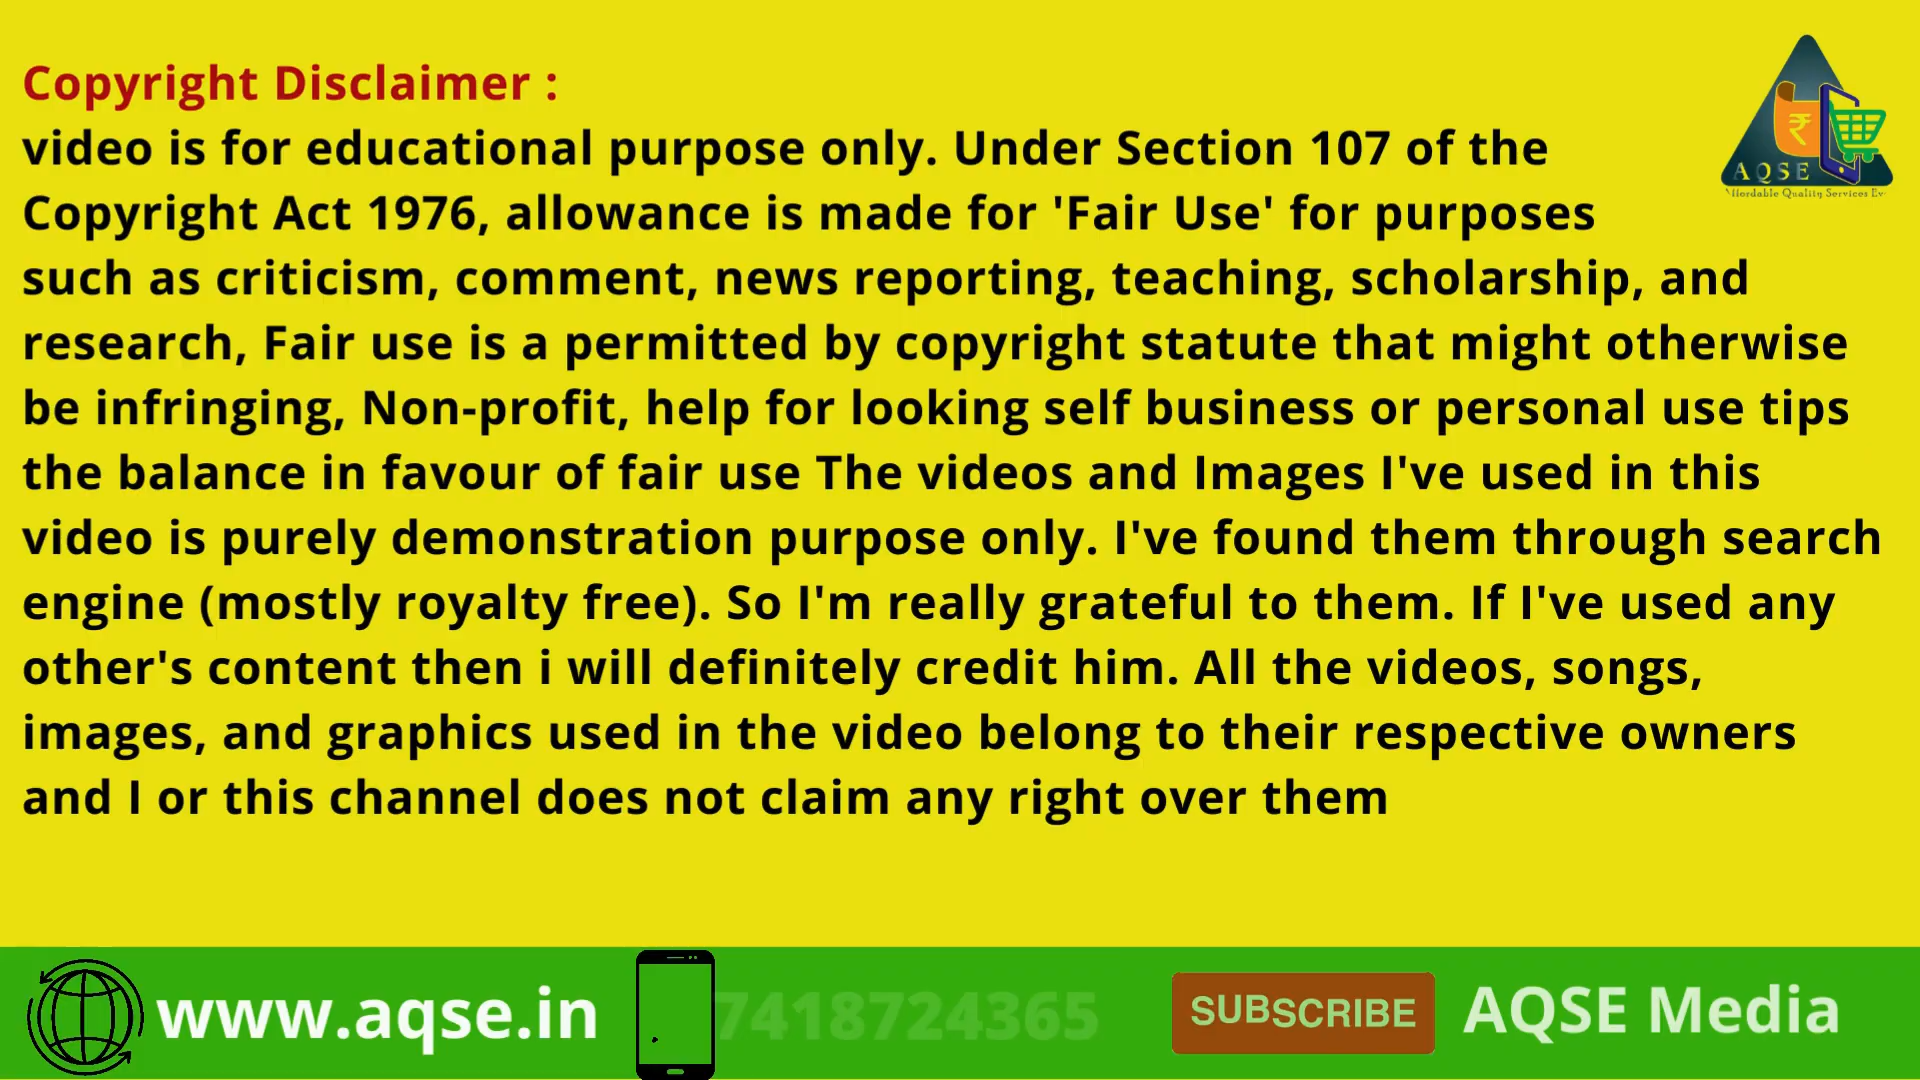 Copyright Disclaimer :
video is for educational purpose only. Under Section 107 of the
Copyright Act 1976, allowance is made for 'Fair Use' for purposes
such as criticism, comment, news reporting, teaching, scholarship, and
research, Fair use is a permitted by copyright statute that might otherwise
be infringing, Non-profit, help for looking self business or personal use tips
the balance in favour of fair use The videos and Images I've used in this
video is purely demonstration purpose only. I've found them through search
engine (mostly royalty free). So I'm really grateful to them. If I've used any
other's content then i will definitely credit him. All the videos, songs,
images, and graphics used in the video belong to their respective owners
and I or this channel does not claim any right over them
₹
AQSE
ffordable Quality Services Ev
www.aqse.in
7418724365
SUBSCRIBE
AQSE Media